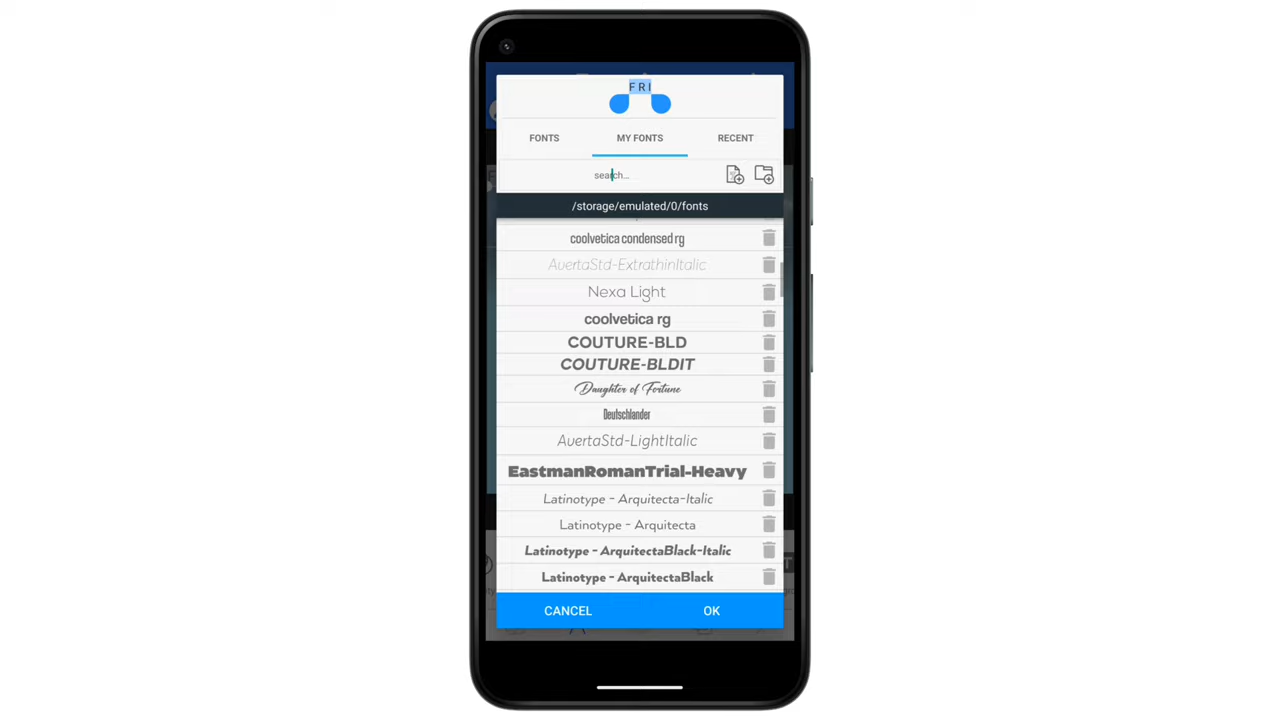 FRI
FONTS MY FONTS RECENT
search...
/storage/emulated/0/fonts
coolvetica condensed rg
AvertaStd-ExtrathinItalic
Nexa Light
coolvetica rg
COUTURE-BLD
COUTURE-BLDIT
Daughter of Fortune
Deutschlander
AvertaStd-LightItalic
EastmanRomanTrial-Heavy
Latinotype - Arquitecta-Italic
Latinotype - Arquitecta
Latinotype - ArquitectaBlack-Italic
Latinotype - ArquitectaBlack
CANCEL OK